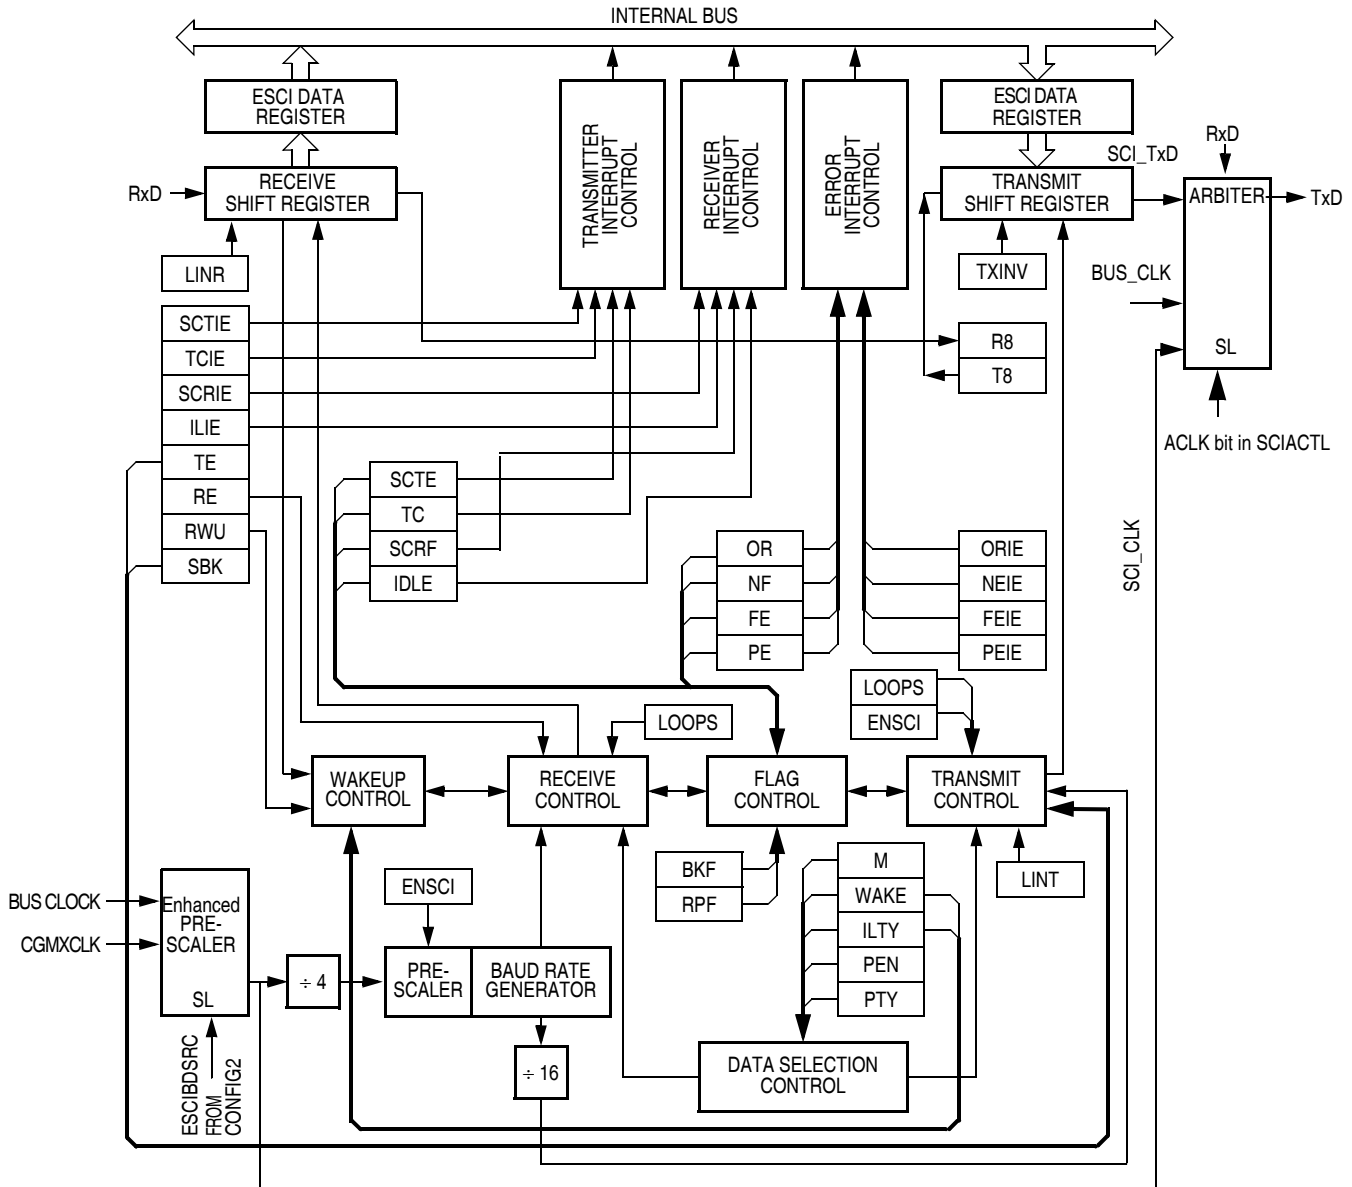 INTERNAL BUS
ESCI DATA
REGISTER
TRANSMITTER
INTERRUPT
CONTROL
RECEIVER
INTERRUPT
CONTROL
ERROR
INTERRUPT
CONTROL
ESCI DATA
REGISTER
RxD
RECEIVE
SHIFT REGISTER
TRANSMIT
SHIFT REGISTER
SCI_TxD
RxD
ARBITER
TxD
LINR
TXINV
BUS_CLK
SL
ACLK bit in SCIACTL
SCTIE
TCIE
SCRIE
ILIE
TE
RE
RWU
SBK
R8
T8
SCTE
TC
SCRF
IDLE
OR
NF
FE
PE
ORIE
NEIE
FEIE
PEIE
SCI_CLK
LOOPS
LOOPS
ENSCI
WAKEUP
CONTROL
RECEIVE
CONTROL
FLAG
CONTROL
TRANSMIT
CONTROL
BKF
RPF
M
WAKE
ILTY
PEN
PTY
LINT
BUS CLOCK
CGMXCLK
Enhanced
PRE-
SCALER
SL
ESCIBDSRC
FROM
CONFIG2
÷ 4
ENSCI
PRE-
SCALER
BAUD RATE
GENERATOR
÷ 16
DATA SELECTION
CONTROL